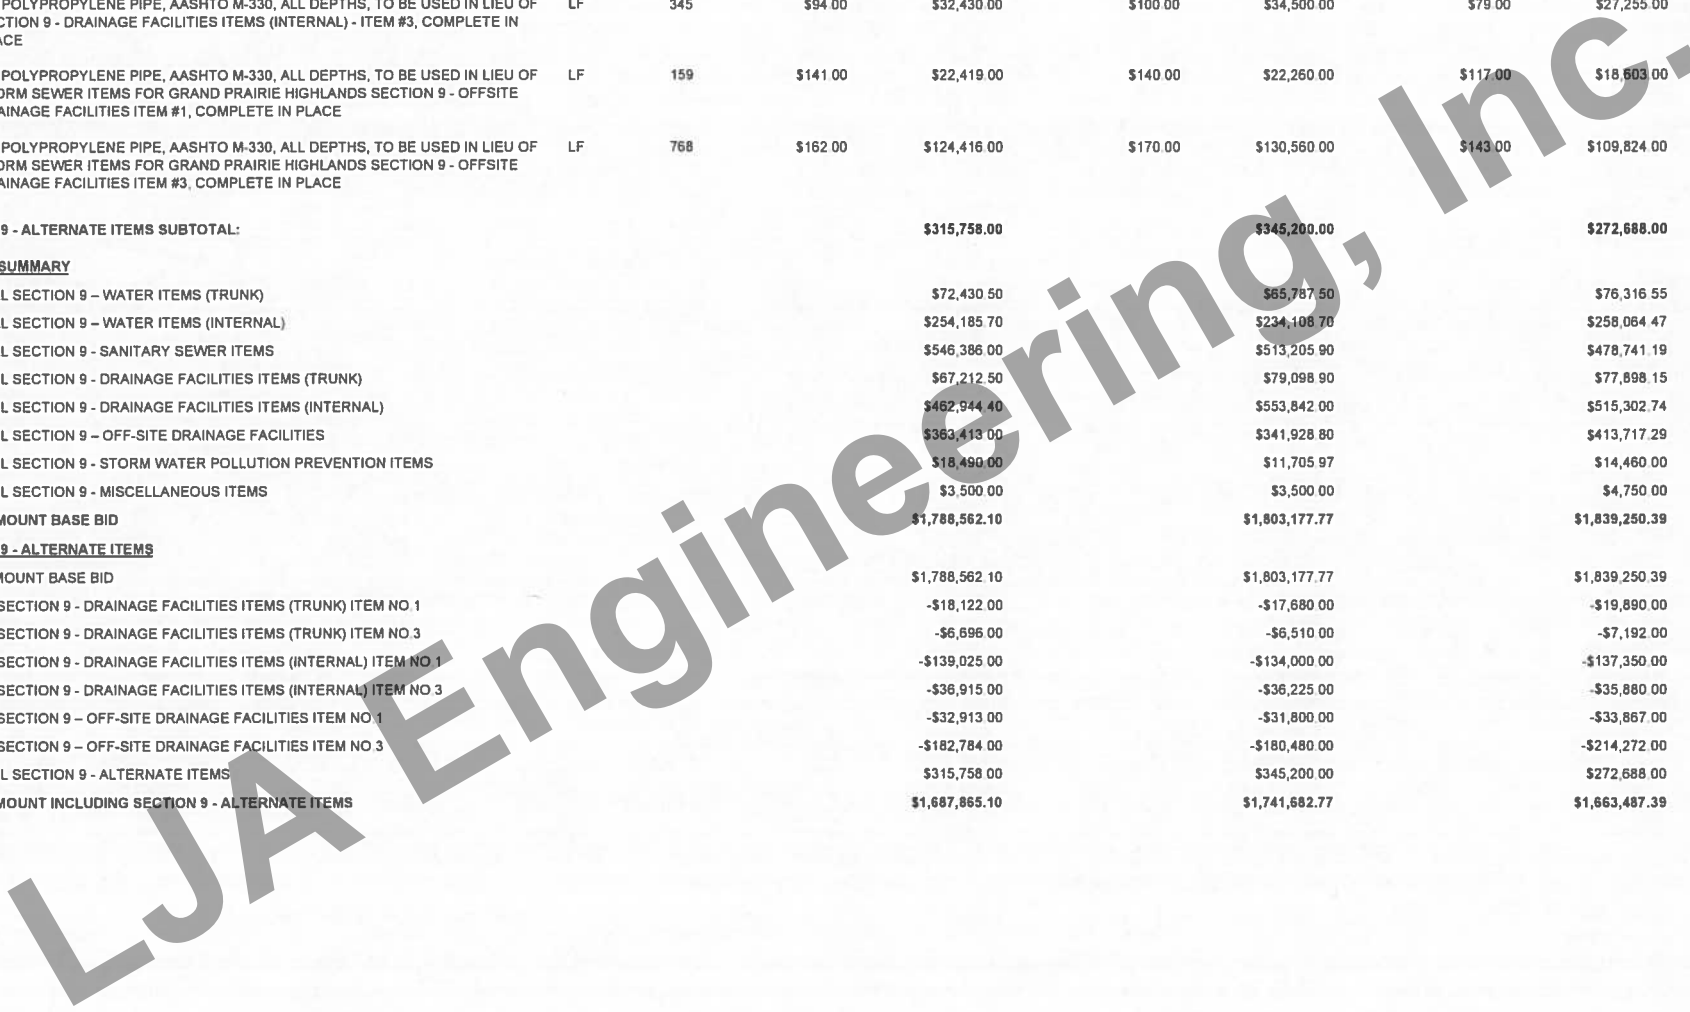 POLYPROPYLENE PIPE, AASHTO M-330, ALL DEPTHS, TO BE USED IN LIEU OF LF 345 $94.00 $32,430.00 $100.00 $34,500.00 $79.00 $27,255.00
CTION 9 - DRAINAGE FACILITIES ITEMS (INTERNAL) - ITEM #3, COMPLETE IN
ACE
POLYPROPYLENE PIPE, AASHTO M-330, ALL DEPTHS, TO BE USED IN LIEU OF LF 159 $141.00 $22,419.00 $140.00 $22,260.00 $117.00 $18,603.00
ORM SEWER ITEMS FOR GRAND PRAIRIE HIGHLANDS SECTION 9 - OFFSITE
AINAGE FACILITIES ITEM #1, COMPLETE IN PLACE
POLYPROPYLENE PIPE, AASHTO M-330, ALL DEPTHS, TO BE USED IN LIEU OF LF 768 $162.00 $124,416.00 $170.00 $130,560.00 $143.00 $109,824.00
ORM SEWER ITEMS FOR GRAND PRAIRIE HIGHLANDS SECTION 9 - OFFSITE
AINAGE FACILITIES ITEM #3, COMPLETE IN PLACE
9 - ALTERNATE ITEMS SUBTOTAL: $315,758.00 $345,200.00 $272,688.00
SUMMARY
L SECTION 9 – WATER ITEMS (TRUNK) $72,430.50 $65,787.50 $76,316.55
L SECTION 9 – WATER ITEMS (INTERNAL) $254,185.70 $234,108.70 $258,064.47
L SECTION 9 - SANITARY SEWER ITEMS $546,386.00 $513,205.90 $478,741.19
L SECTION 9 - DRAINAGE FACILITIES ITEMS (TRUNK) $67,212.50 $79,098.90 $77,898.15
L SECTION 9 - DRAINAGE FACILITIES ITEMS (INTERNAL) $462,944.40 $553,842.00 $515,302.74
L SECTION 9 – OFF-SITE DRAINAGE FACILITIES $363,413.00 $341,928.80 $413,717.29
L SECTION 9 - STORM WATER POLLUTION PREVENTION ITEMS $18,490.00 $11,705.97 $14,460.00
L SECTION 9 - MISCELLANEOUS ITEMS $3,500.00 $3,500.00 $4,750.00
MOUNT BASE BID $1,788,562.10 $1,803,177.77 $1,839,250.39
9 - ALTERNATE ITEMS
MOUNT BASE BID $1,788,562.10 $1,803,177.77 $1,839,250.39
SECTION 9 - DRAINAGE FACILITIES ITEMS (TRUNK) ITEM NO.1 -$18,122.00 -$17,680.00 -$19,890.00
SECTION 9 - DRAINAGE FACILITIES ITEMS (TRUNK) ITEM NO.3 -$6,696.00 -$6,510.00 -$7,192.00
SECTION 9 - DRAINAGE FACILITIES ITEMS (INTERNAL) ITEM NO.1 -$139,025.00 -$134,000.00 -$137,350.00
SECTION 9 - DRAINAGE FACILITIES ITEMS (INTERNAL) ITEM NO.3 -$36,915.00 -$36,225.00 -$35,880.00
SECTION 9 – OFF-SITE DRAINAGE FACILITIES ITEM NO.1 -$32,913.00 -$31,800.00 -$33,867.00
SECTION 9 – OFF-SITE DRAINAGE FACILITIES ITEM NO.3 -$182,784.00 -$180,480.00 -$214,272.00
L SECTION 9 - ALTERNATE ITEMS $315,758.00 $345,200.00 $272,688.00
MOUNT INCLUDING SECTION 9 - ALTERNATE ITEMS $1,687,865.10 $1,741,682.77 $1,663,487.39
LJA Engineering, Inc.